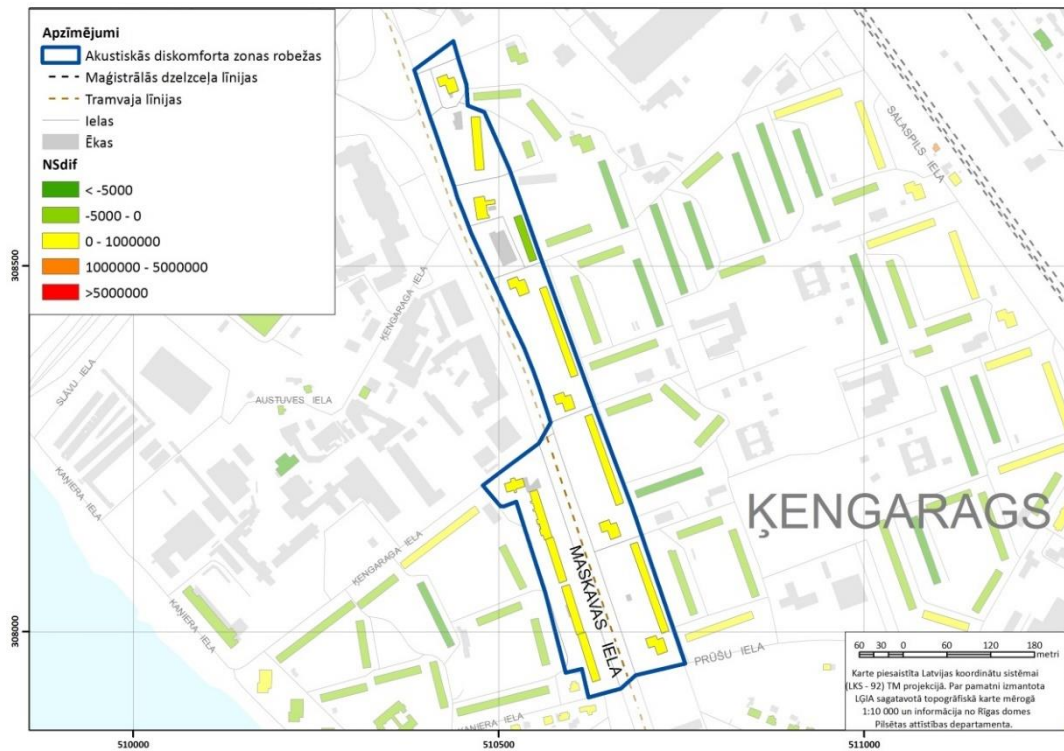 Apzīmējumi
Akustiskās diskomforta zonas robežas
Maģistrālās dzelzceļa līnijas
Tramvaja līnijas
Ielas
Ēkas
NSdif
< -5000
-5000 - 0
0 - 1000000
1000000 - 5000000
>5000000
SALASPILS IELA
308500
ĶENGARAGA IELA
SLĀVU IELA
AUSTUVES IELA
KAŅIERA IELA
ĶENGARAGS
ĶENGARAGA IELA
MASKAVAS IELA
KAŅIERA IELA
308000
PRŪŠU IELA
KAŅIERA IELA
60 30 0 60 120 180
metri
Karte piesaistīta Latvijas koordinātu sistēmai
(LKS - 92) TM projekcijā. Par pamatni izmantota
LĢIA sagatavotā topogrāfiskā karte mērogā
1:10 000 un informācija no Rīgas domes
Pilsētas attīstības departamenta.
510000 510500 511000